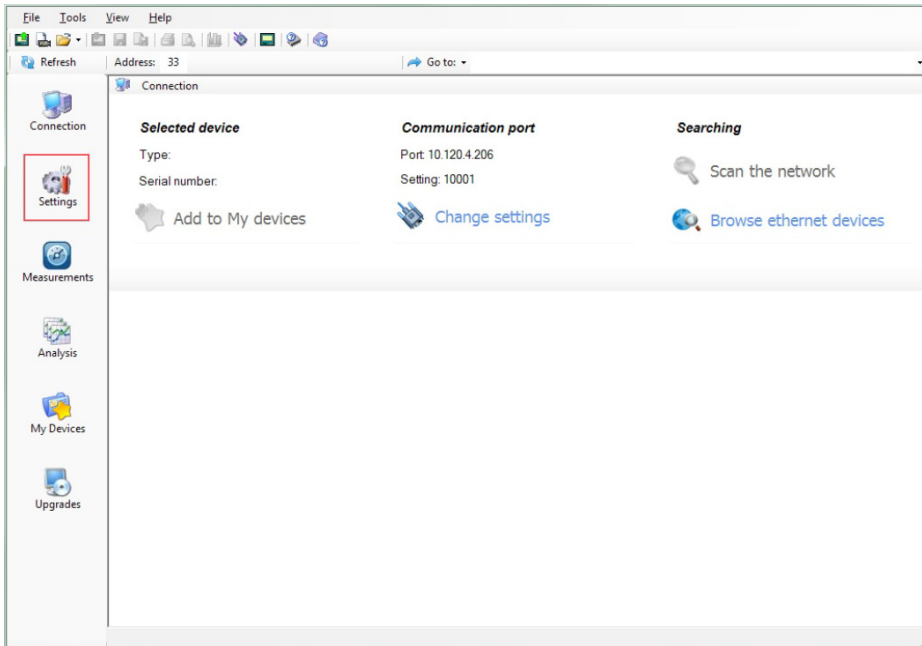 File Tools View Help
Refresh Address: 33 Go to:
Connection
Connection
Settings
Measurements
Analysis
My Devices
Upgrades
Selected device
Type:
Serial number:
Add to My devices
Communication port
Port: 10.120.4.206
Setting: 10001
Change settings
Searching
Scan the network
Browse ethernet devices